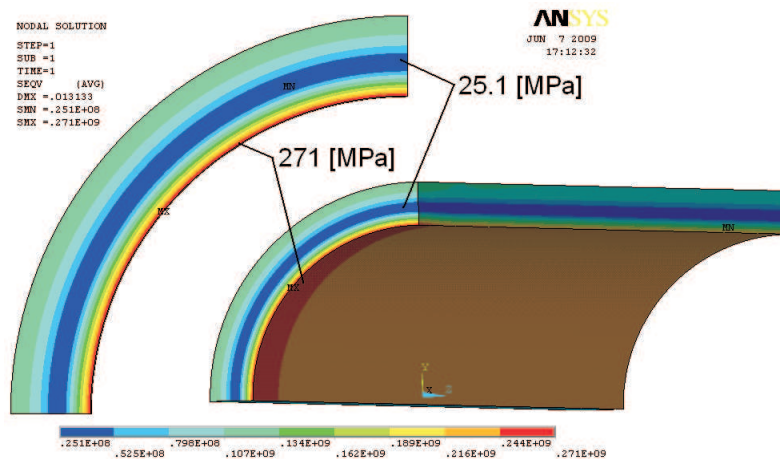 NODAL SOLUTION
STEP=1
SUB =1
TIME=1
SEQV (AVG)
DMX =.013133
SMN =.251E+08
SMX =.271E+09
ANSYS
JUN 7 2009
17:12:32
MN
25.1 [MPa]
271 [MPa]
MX
MN
MX
Y
X
Z
.251E+08 .798E+08 .134E+09 .189E+09 .244E+09
.525E+08 .107E+09 .162E+09 .216E+09 .271E+09